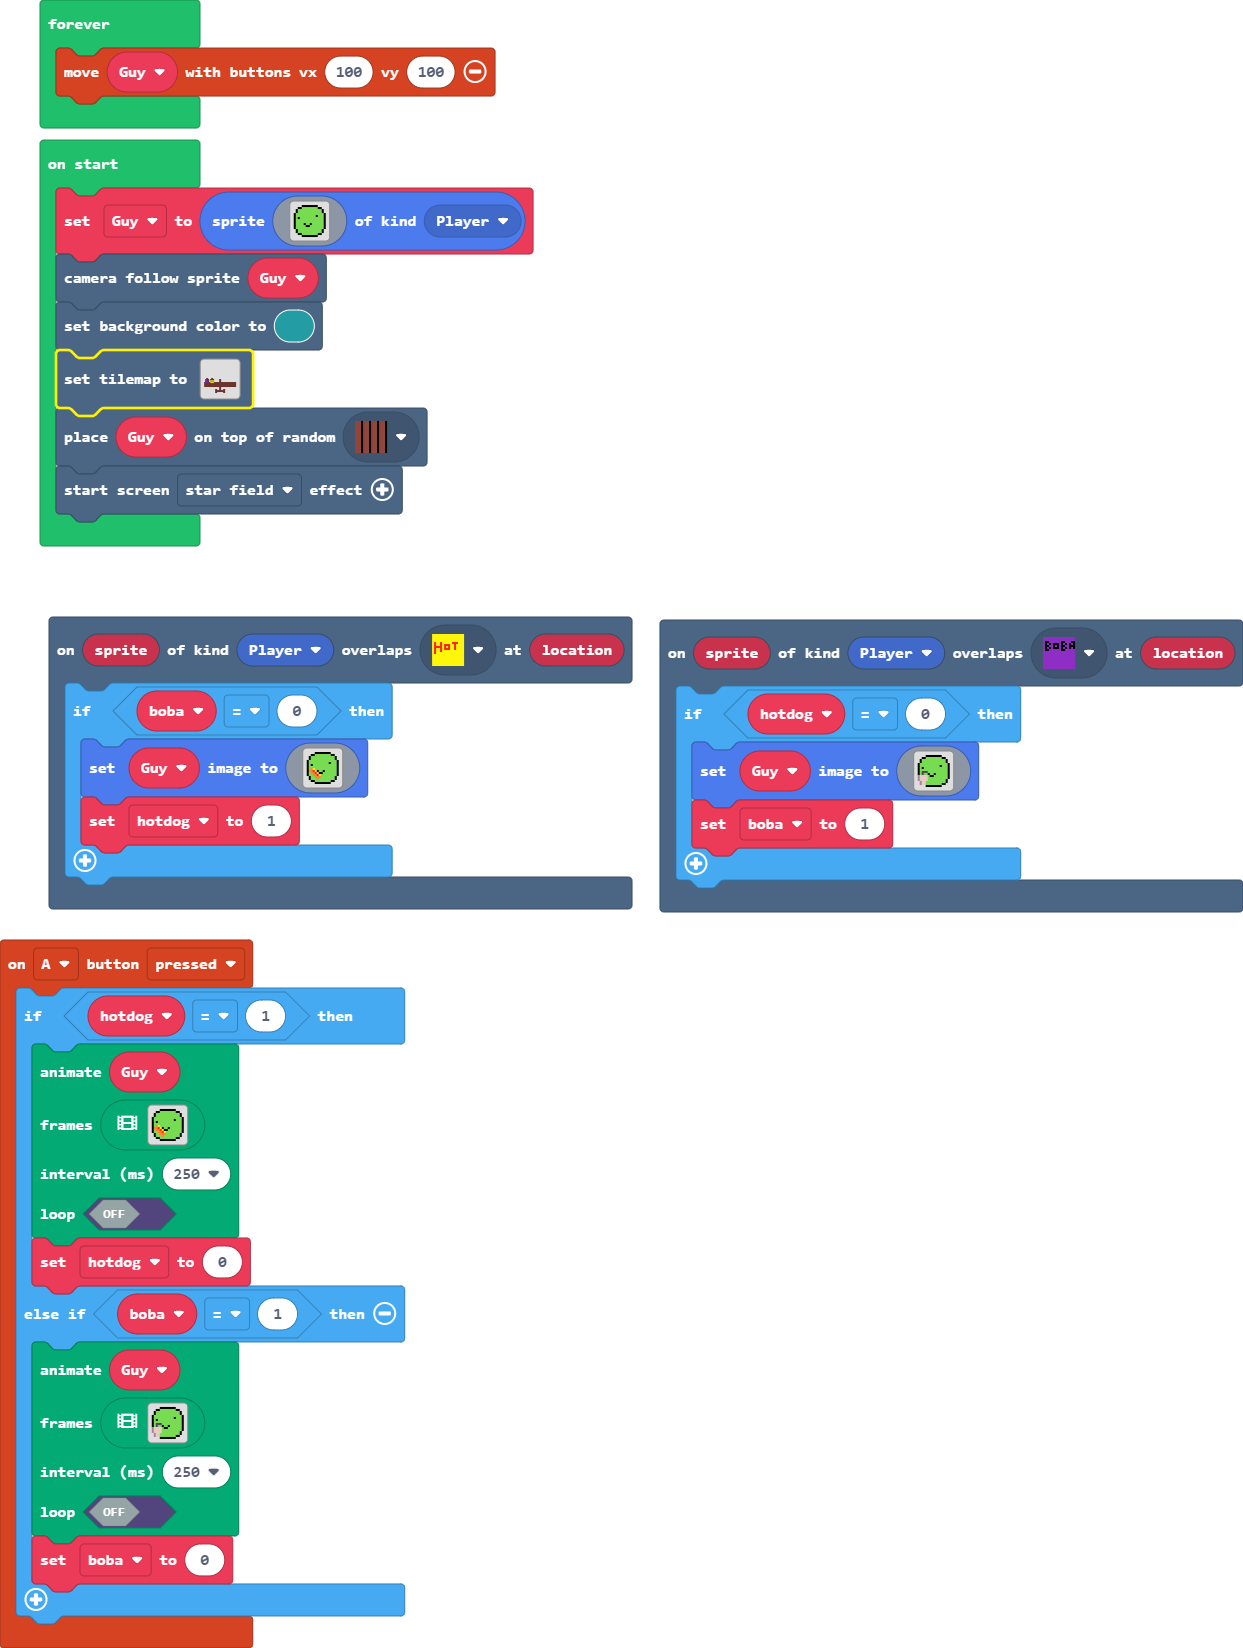 forever
move Guy with buttons vx 100 vy 100
on start
set Guy to sprite of kind Player
camera follow sprite Guy
set background color to
set tilemap to
place Guy on top of random
start screen star field effect
on sprite of kind Player overlaps HOT at location
if boba = 0 then
set Guy image to
set hotdog to 1
on sprite of kind Player overlaps BOBA at location
if hotdog = 0 then
set Guy image to
set boba to 1
on A button pressed
if hotdog = 1 then
animate Guy
frames
interval (ms) 250
loop OFF
set hotdog to 0
else if boba = 1 then
animate Guy
frames
interval (ms) 250
loop OFF
set boba to 0